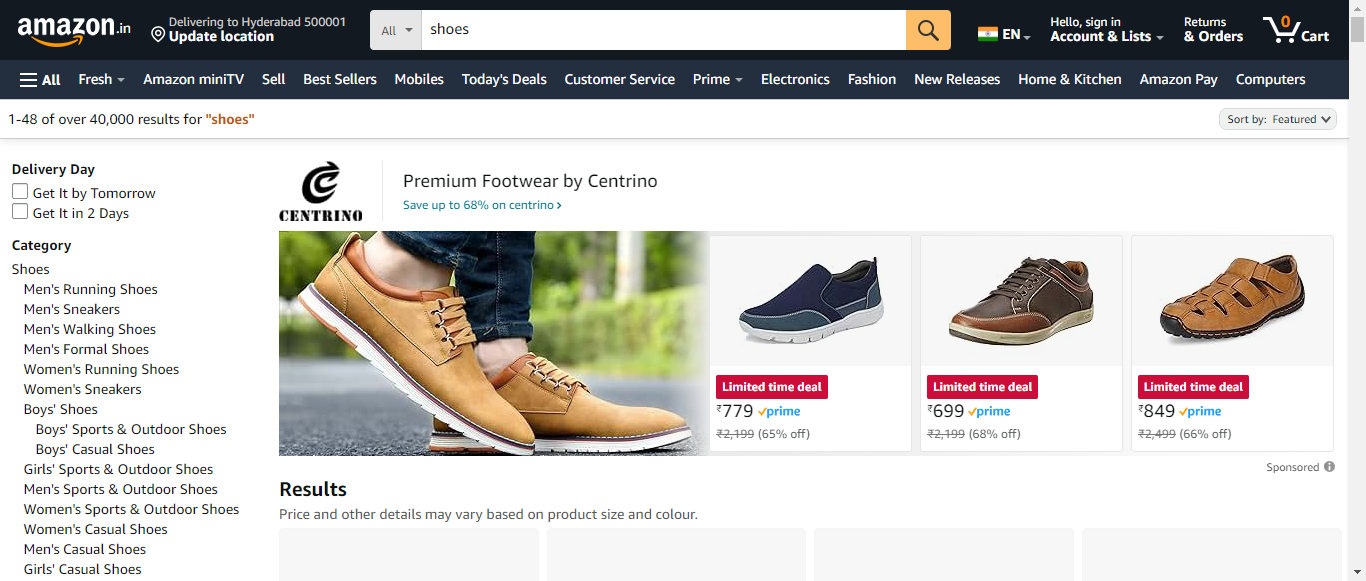 amazon.in
Delivering to Hyderabad 500001
Update location
All
shoes
EN
Hello, sign in
Account & Lists
Returns
& Orders
0
Cart
All
Fresh
Amazon miniTV
Sell
Best Sellers
Mobiles
Today's Deals
Customer Service
Prime
Electronics
Fashion
New Releases
Home & Kitchen
Amazon Pay
Computers
1-48 of over 40,000 results for "shoes"
Sort by: Featured
Delivery Day
Get It by Tomorrow
Get It in 2 Days
Category
Shoes
Men's Running Shoes
Men's Sneakers
Men's Walking Shoes
Men's Formal Shoes
Women's Running Shoes
Women's Sneakers
Boys' Shoes
Boys' Sports & Outdoor Shoes
Boys' Casual Shoes
Girls' Sports & Outdoor Shoes
Men's Sports & Outdoor Shoes
Women's Sports & Outdoor Shoes
Women's Casual Shoes
Men's Casual Shoes
Girls' Casual Shoes
CENTRINO
Premium Footwear by Centrino
Save up to 68% on centrino ›
Limited time deal
₹779 prime
₹2,199 (65% off)
Limited time deal
₹699 prime
₹2,199 (68% off)
Limited time deal
₹849 prime
₹2,499 (66% off)
Sponsored
Results
Price and other details may vary based on product size and colour.